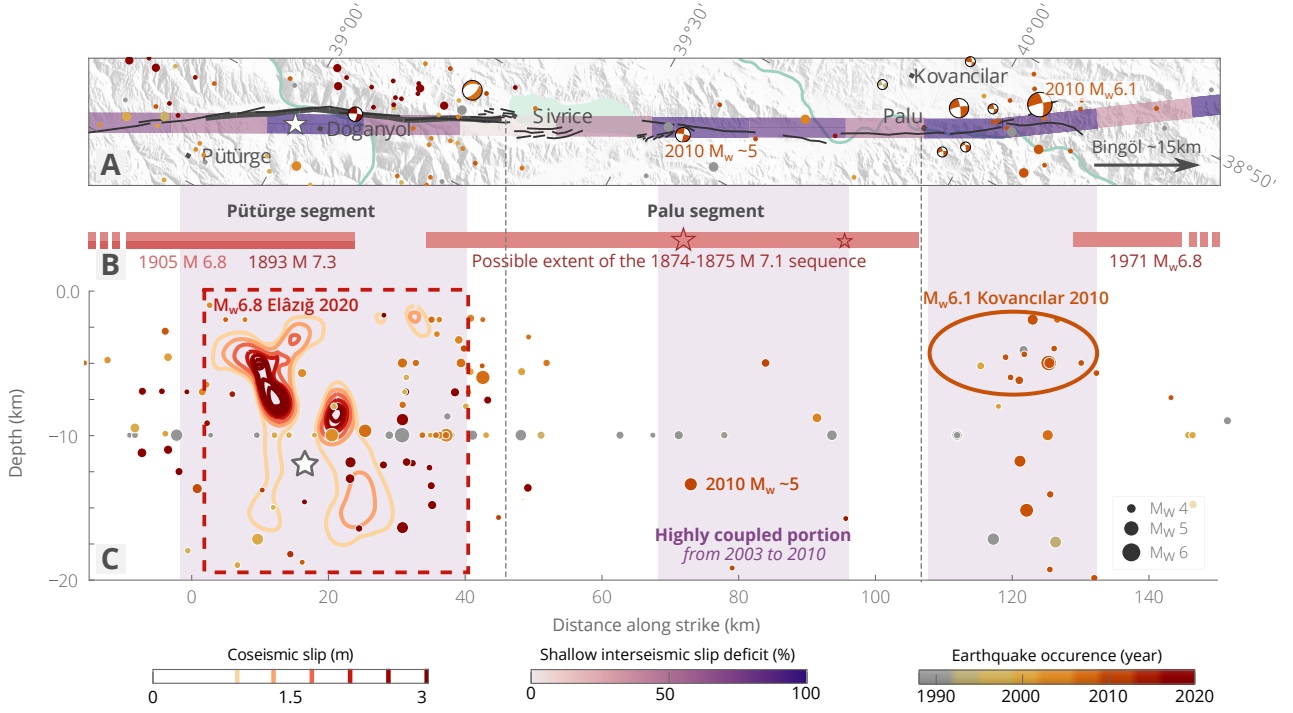 39°00'
39°30'
40°00'
Kovancilar
2010 Mw6.1
Sivrice
Palu
Doganyol
2010 Mw ~5
Pütürge
Bingöl ~15km
38°50'
A
Pütürge segment
Palu segment
B
1905 M 6.8
1893 M 7.3
Possible extent of the 1874-1875 M 7.1 sequence
1971 Mw6.8
0.0
Mw6.8 Elâzığ 2020
Mw6.1 Kovancılar 2010
Depth (km)
−10
2010 Mw ~5
Highly coupled portion
from 2003 to 2010
Mw 4
Mw 5
Mw 6
C
−20
0
20
40
60
80
100
120
140
Distance along strike (km)
Coseismic slip (m)
0
1.5
3
Shallow interseismic slip deficit (%)
0
50
100
Earthquake occurence (year)
1990
2000
2010
2020